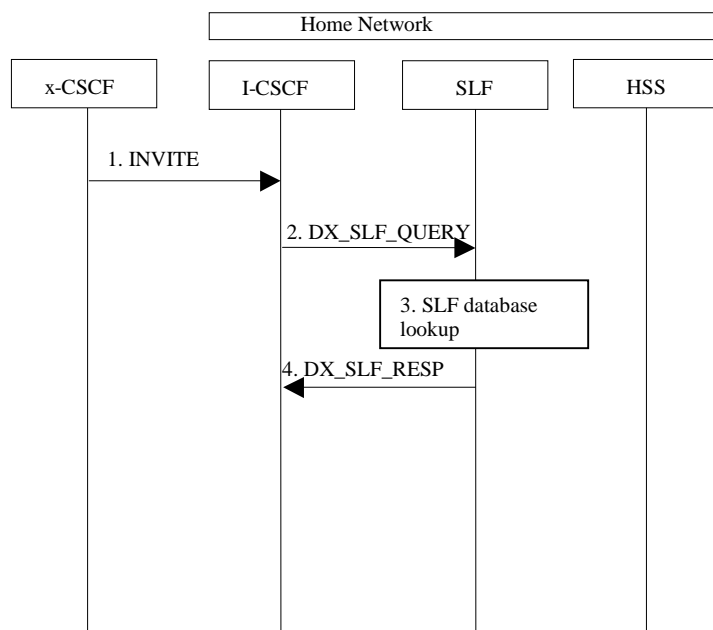 Home Network
x-CSCF
I-CSCF
SLF
HSS
1. INVITE
2. DX_SLF_QUERY
3. SLF database
lookup
4. DX_SLF_RESP